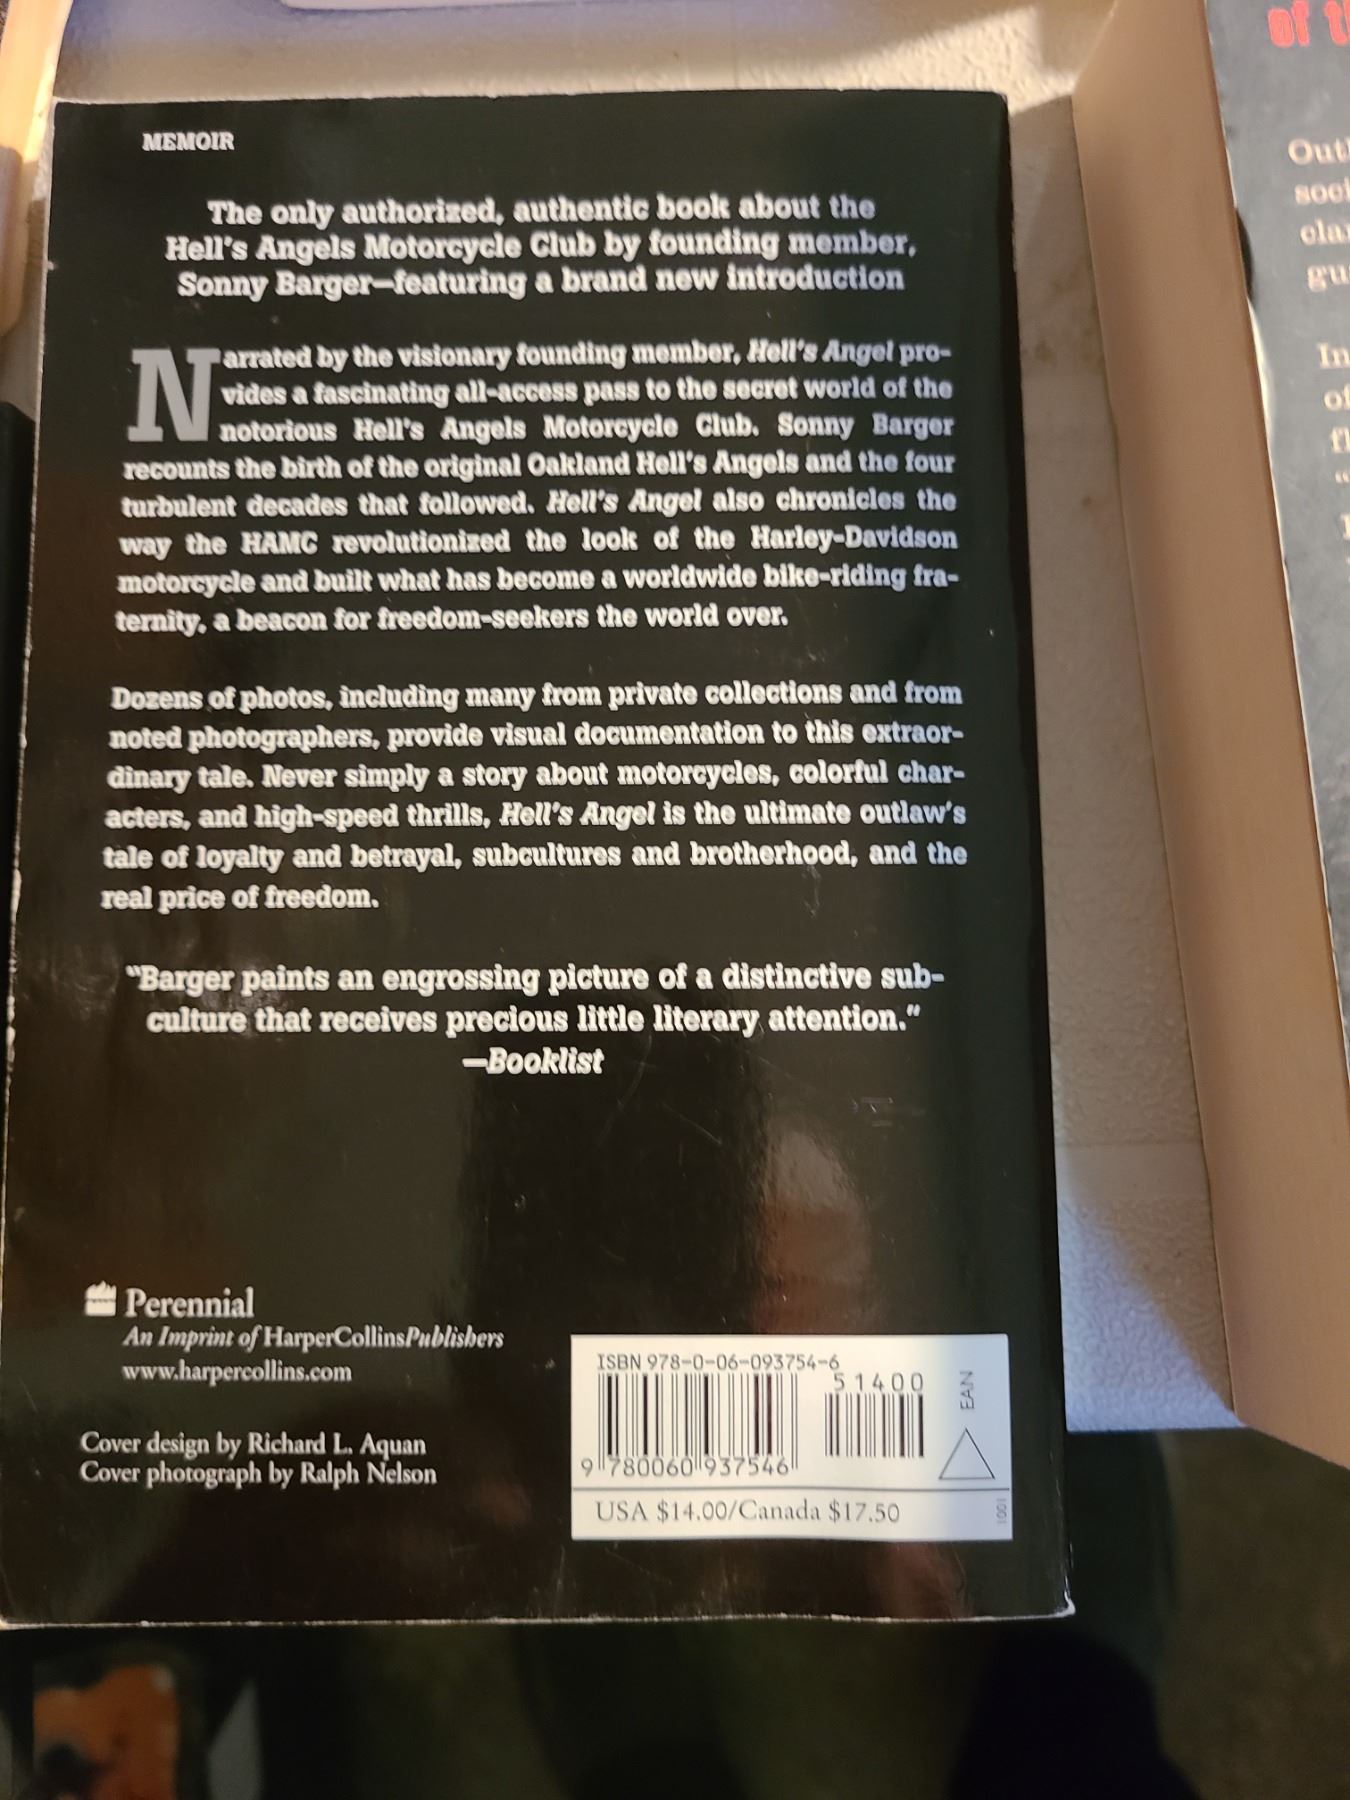 MEMOIR
The only authorized, authentic book about the
Hell's Angels Motorcycle Club by founding member,
Sonny Barger—featuring a brand new introduction
Narrated by the visionary founding member, Hell's Angel pro-
vides a fascinating all-access pass to the secret world of the
notorious Hell's Angels Motorcycle Club. Sonny Barger
recounts the birth of the original Oakland Hell's Angels and the four
turbulent decades that followed. Hell's Angel also chronicles the
way the HAMC revolutionized the look of the Harley-Davidson
motorcycle and built what has become a worldwide bike-riding fra-
ternity, a beacon for freedom-seekers the world over.
Dozens of photos, including many from private collections and from
noted photographers, provide visual documentation to this extraor-
dinary tale. Never simply a story about motorcycles, colorful char-
acters, and high-speed thrills, Hell's Angel is the ultimate outlaw's
tale of loyalty and betrayal, subcultures and brotherhood, and the
real price of freedom.
"Barger paints an engrossing picture of a distinctive sub-
culture that receives precious little literary attention."
—Booklist
Perennial
An Imprint of HarperCollinsPublishers
www.harpercollins.com
Cover design by Richard L. Aquan
Cover photograph by Ralph Nelson
ISBN 978-0-06-093754-6
51400
EAN
9 780060 937546
USA $14.00/Canada $17.50
1001
of t
Out
soci
cla
gu
In
of